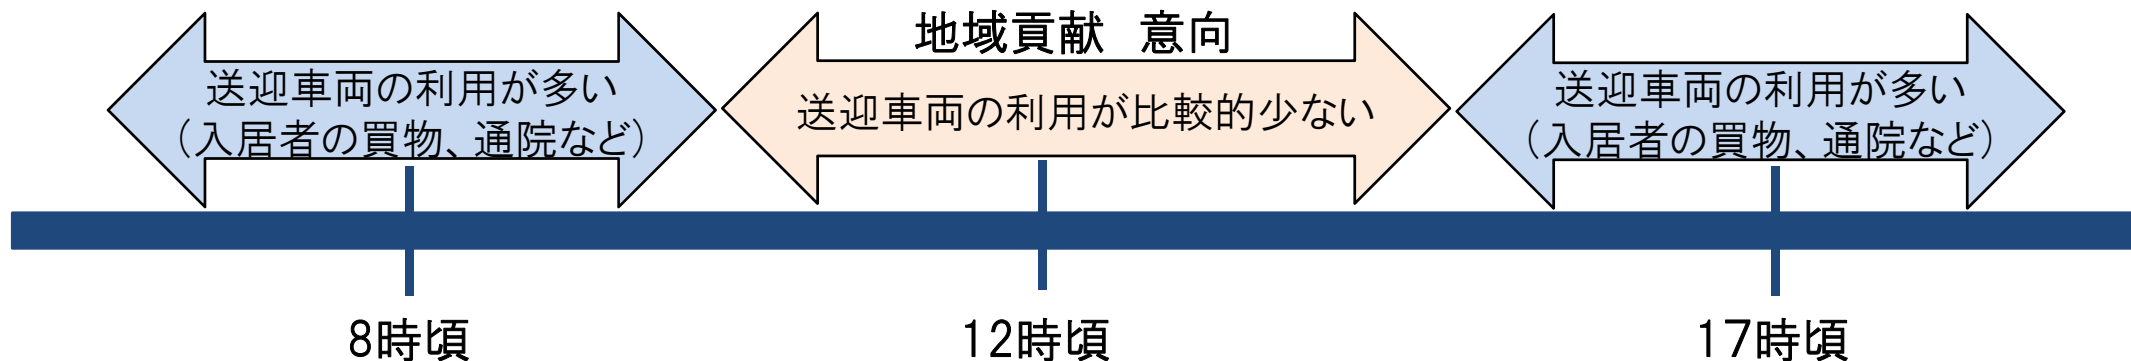 送迎車両の利用が多い
（入居者の買物、通院など）
地域貢献　意向
送迎車両の利用が比較的少ない
送迎車両の利用が多い
（入居者の買物、通院など）
8時頃
12時頃
17時頃